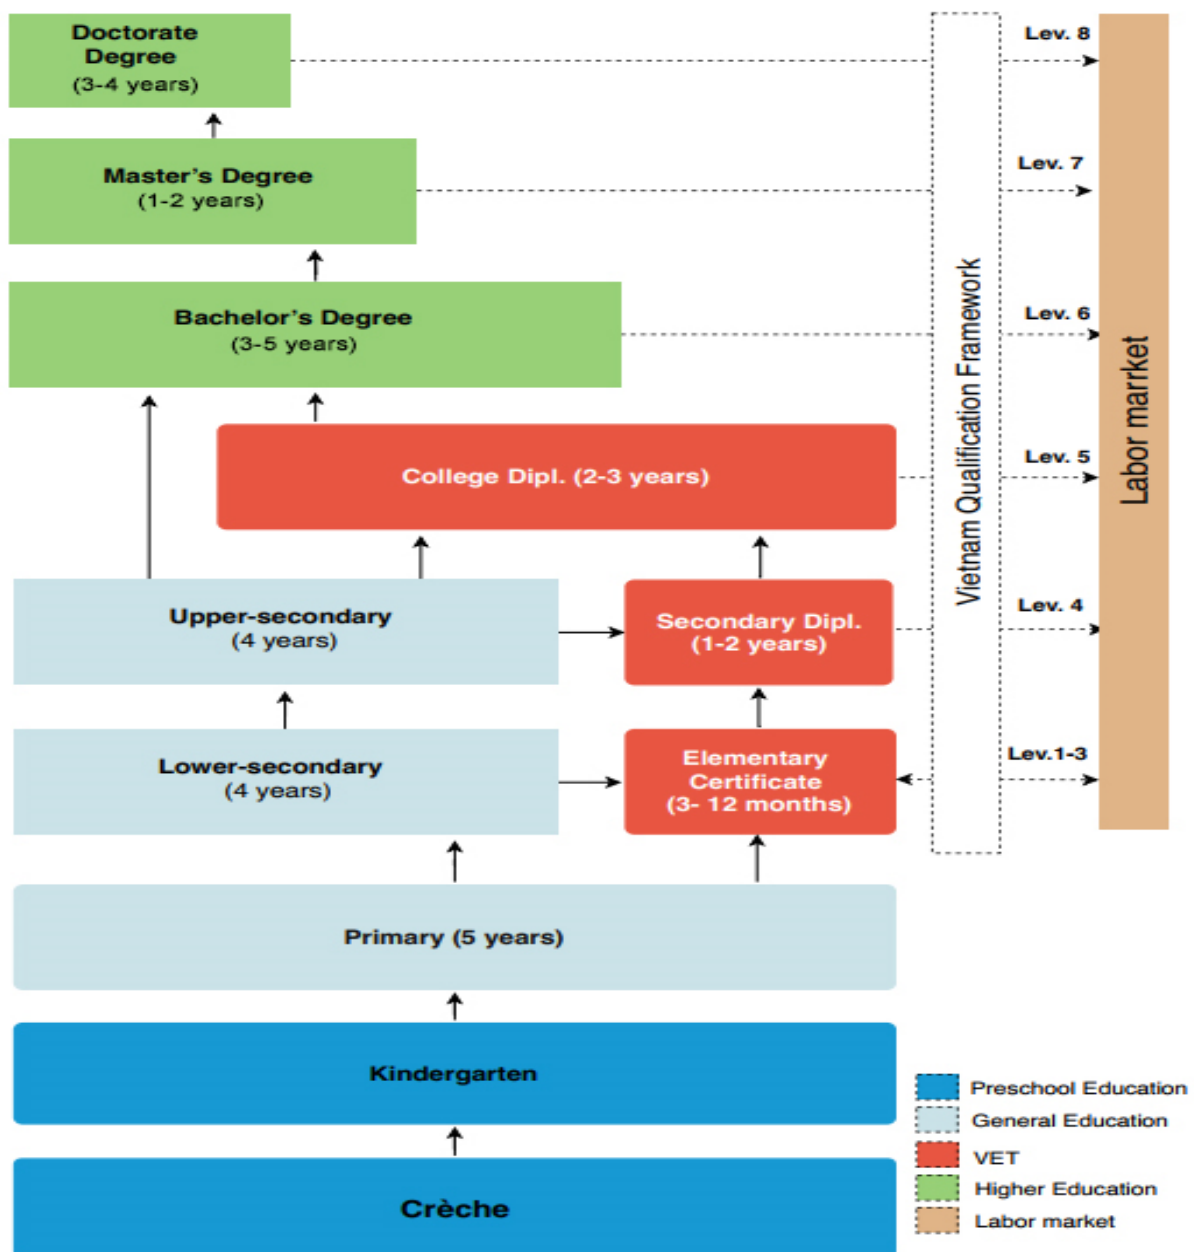 Doctorate
Degree
(3-4 years)
Lev. 8
Master's Degree
(1-2 years)
Lev. 7
Bachelor's Degree
(3-5 years)
Lev. 6
College Dipl. (2-3 years)
Lev. 5
Upper-secondary
(4 years)
Secondary Dipl.
(1-2 years)
Lev. 4
Lower-secondary
(4 years)
Elementary
Certificate
(3- 12 months)
Lev.1-3
Vietnam Qualification Framework
Labor marrket
Primary (5 years)
Kindergarten
Crèche
Preschool Education
General Education
VET
Higher Education
Labor market